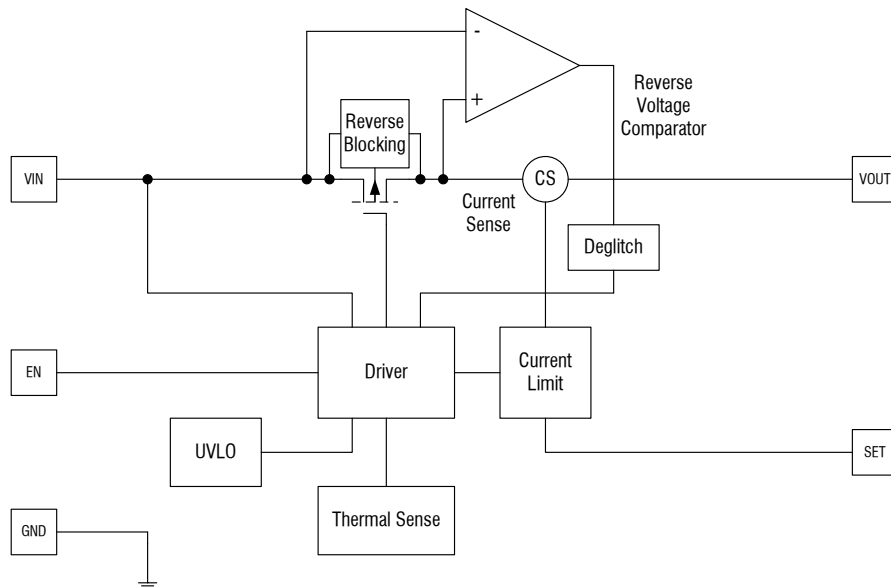 -
+
Reverse
Voltage
Comparator
Reverse
Blocking
VIN
CS
VOUT
Current
Sense
Deglitch
EN
Driver
Current
Limit
UVLO
SET
GND
Thermal Sense